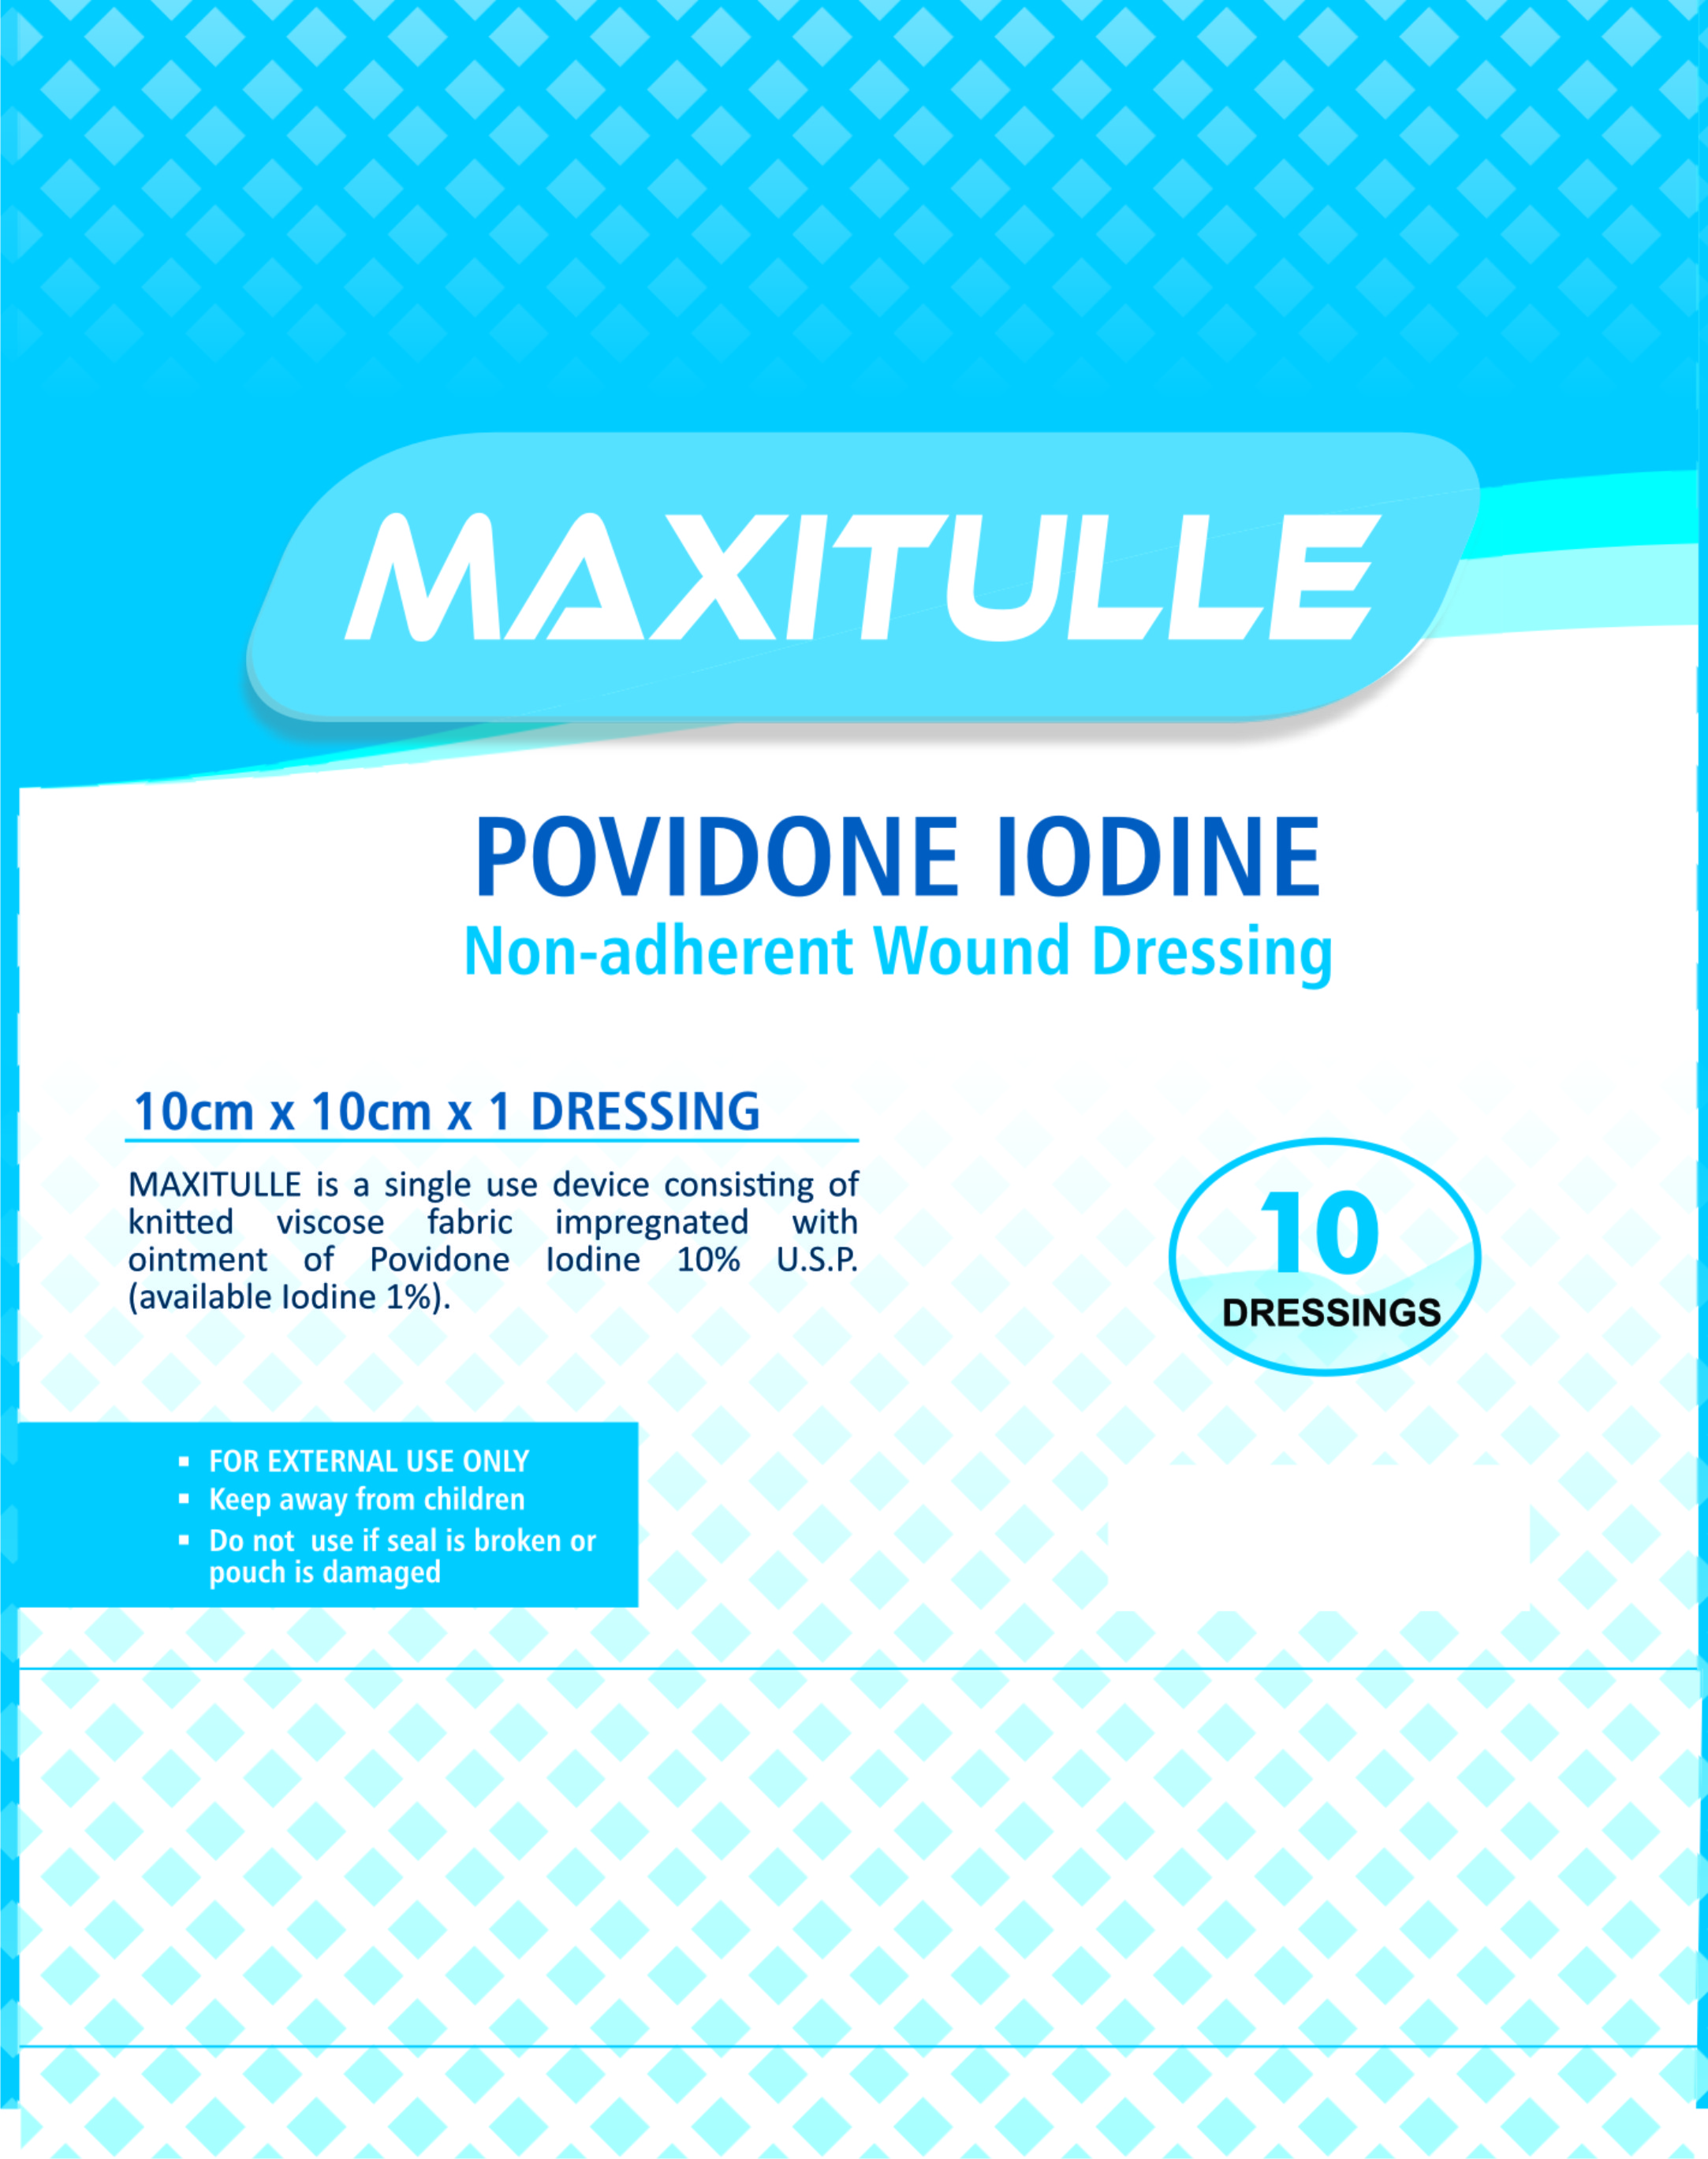 MAXITULLE
POVIDONE IODINE
Non-adherent Wound Dressing
10cm x 10cm x 1 DRESSING
MAXITULLE is a single use device consisting of
knitted viscose fabric impregnated with
ointment of Povidone Iodine 10% U.S.P.
(available Iodine 1%).
10
DRESSINGS
▪ FOR EXTERNAL USE ONLY
▪ Keep away from children
▪ Do not use if seal is broken or
pouch is damaged